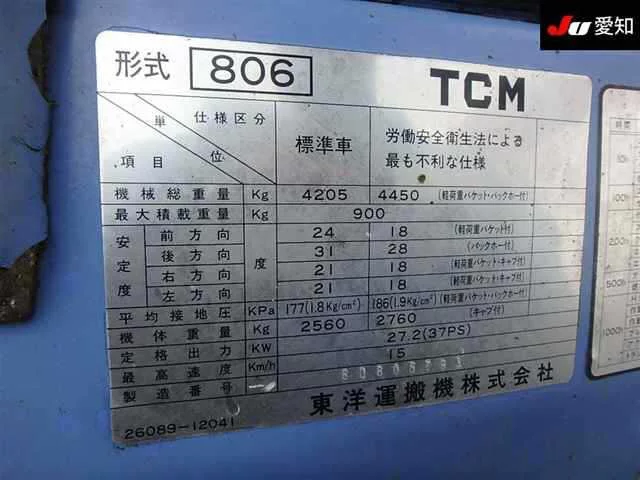 JU 愛知
形式 806 TCM
単 仕様区分
位
項目
標準車
労働安全衛生法による
最も不利な仕様
機械総重量 Kg 4205 4450 (軽荷重バケット・バックホー付)
最大積載重量 Kg 900
安定度 前方向 度 24 18 (軽荷重バケット付)
後方向 31 28 (バックホー付)
右方向 21 18 (軽荷重バケット・キャブ付)
左方向 21 18 (軽荷重バケット・キャブ付)
平均接地圧 KPa 177(1.8Kg/cm²) 186(1.9Kg/cm²) (軽荷重バケット・バックホー付)
機体重量 Kg 2560 2760 (キャブ付)
定格出力 KW 27.2(37PS)
最高速度 Km/h 15
製造番号
26089-12041 東洋運搬機株式会社
時間
10h
100h
200h
500h
1000h